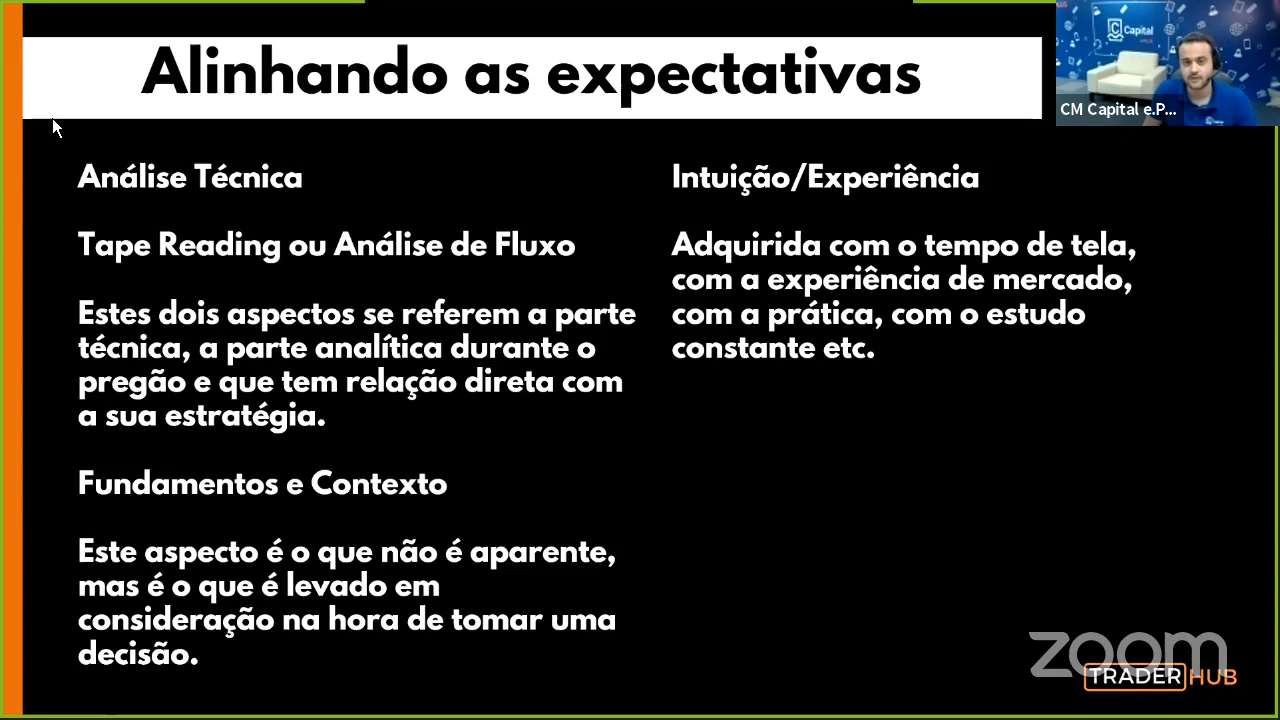 Alinhando as expectativas
Capital
CM Capital e.P...
Análise Técnica
Tape Reading ou Análise de Fluxo
Estes dois aspectos se referem a parte
técnica, a parte analítica durante o
pregão e que tem relação direta com
a sua estratégia.
Fundamentos e Contexto
Este aspecto é o que não é aparente,
mas é o que é levado em
consideração na hora de tomar uma
decisão.
Intuição/Experiência
Adquirida com o tempo de tela,
com a experiência de mercado,
com a prática, com o estudo
constante etc.
zoom
TRADER HUB